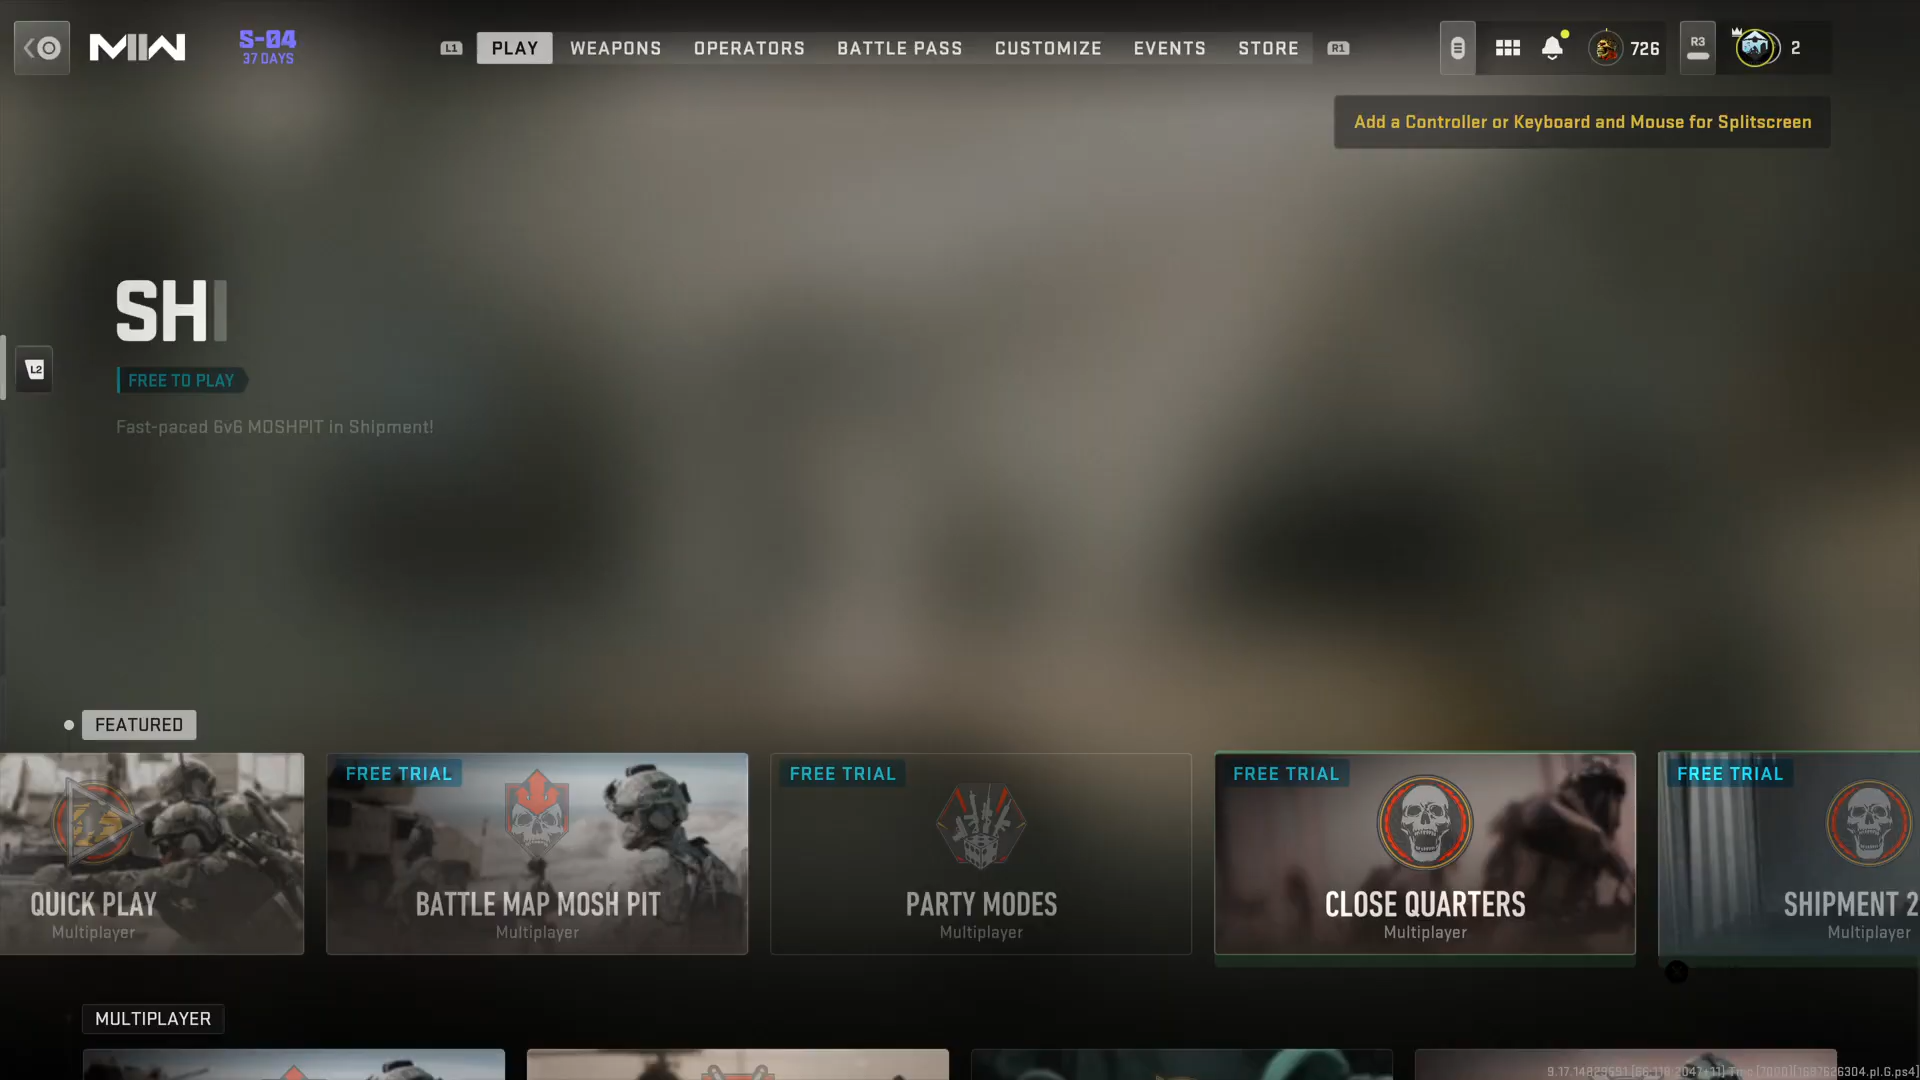 MIIW
S-04
37 DAYS
L1
PLAY
WEAPONS
OPERATORS
BATTLE PASS
CUSTOMIZE
EVENTS
STORE
R1
726
R3
2
Add a Controller or Keyboard and Mouse for Splitscreen
SHI
L2
FREE TO PLAY
Fast-paced 6v6 MOSHPIT in Shipment!
FEATURED
QUICK PLAY
Multiplayer
FREE TRIAL
BATTLE MAP MOSH PIT
Multiplayer
FREE TRIAL
PARTY MODES
Multiplayer
FREE TRIAL
CLOSE QUARTERS
Multiplayer
FREE TRIAL
SHIPMENT 2
Multiplayer
MULTIPLAYER